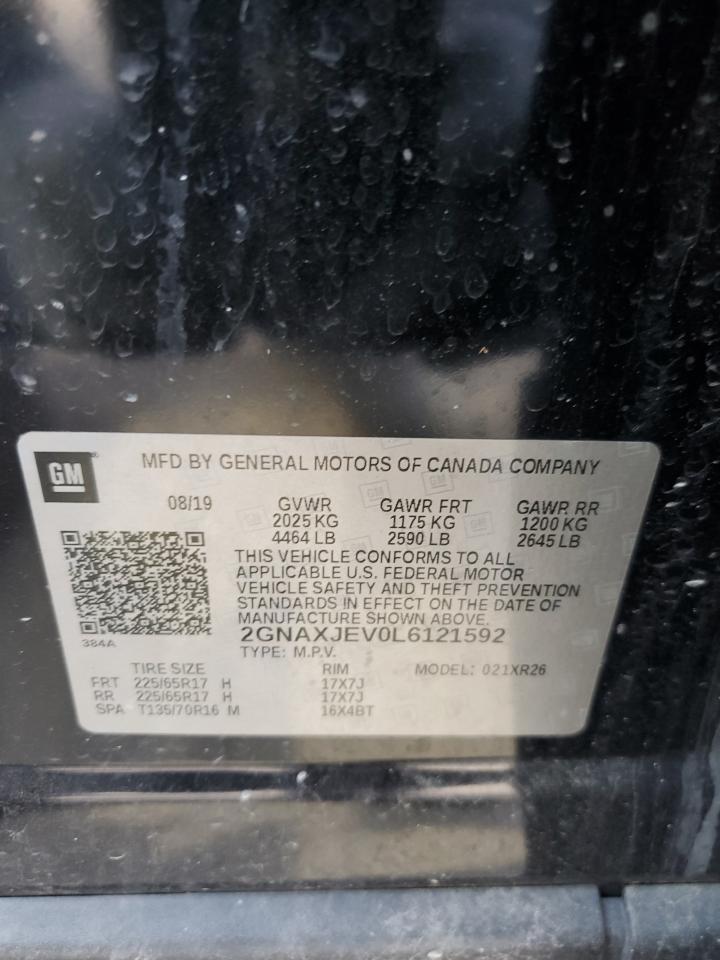 GM
MFD BY GENERAL MOTORS OF CANADA COMPANY
08/19 GVWR GAWR FRT GAWR RR
2025 KG 1175 KG 1200 KG
4464 LB 2590 LB 2645 LB
THIS VEHICLE CONFORMS TO ALL
APPLICABLE U.S. FEDERAL MOTOR
VEHICLE SAFETY AND THEFT PREVENTION
STANDARDS IN EFFECT ON THE DATE OF
MANUFACTURE SHOWN ABOVE.
2GNAXJEV0L6121592
384A
TYPE: M.P.V.
TIRE SIZE RIM MODEL: 021XR26
FRT 225/65R17 H 17X7J
RR 225/65R17 H 17X7J
SPA T135/70R16 M 16X4BT